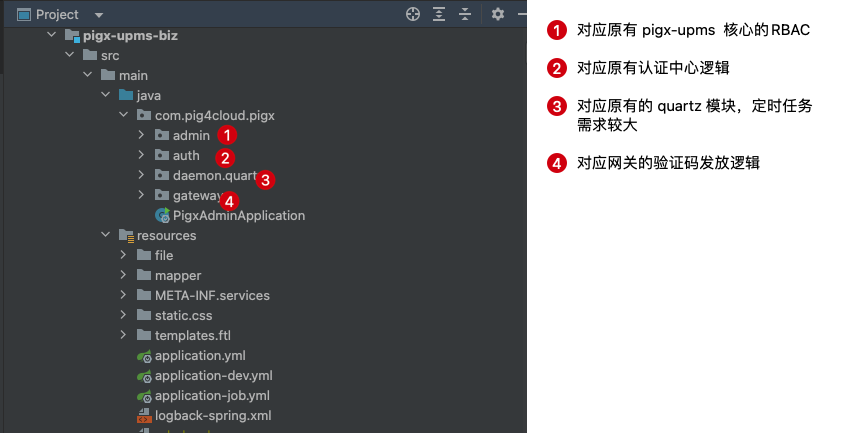 Project
pigx-upms-biz
src
main
java
com.pig4cloud.pigx
admin 1
auth 2
daemon.quart 3
gateway 4
PigxAdminApplication
resources
file
mapper
META-INF.services
static.css
templates.ftl
application.yml
application-dev.yml
application-job.yml
logback-spring.xml
1 对应原有 pigx-upms 核心的RBAC
2 对应原有认证中心逻辑
3 对应原有的 quartz 模块，定时任务
需求较大
4 对应网关的验证码发放逻辑